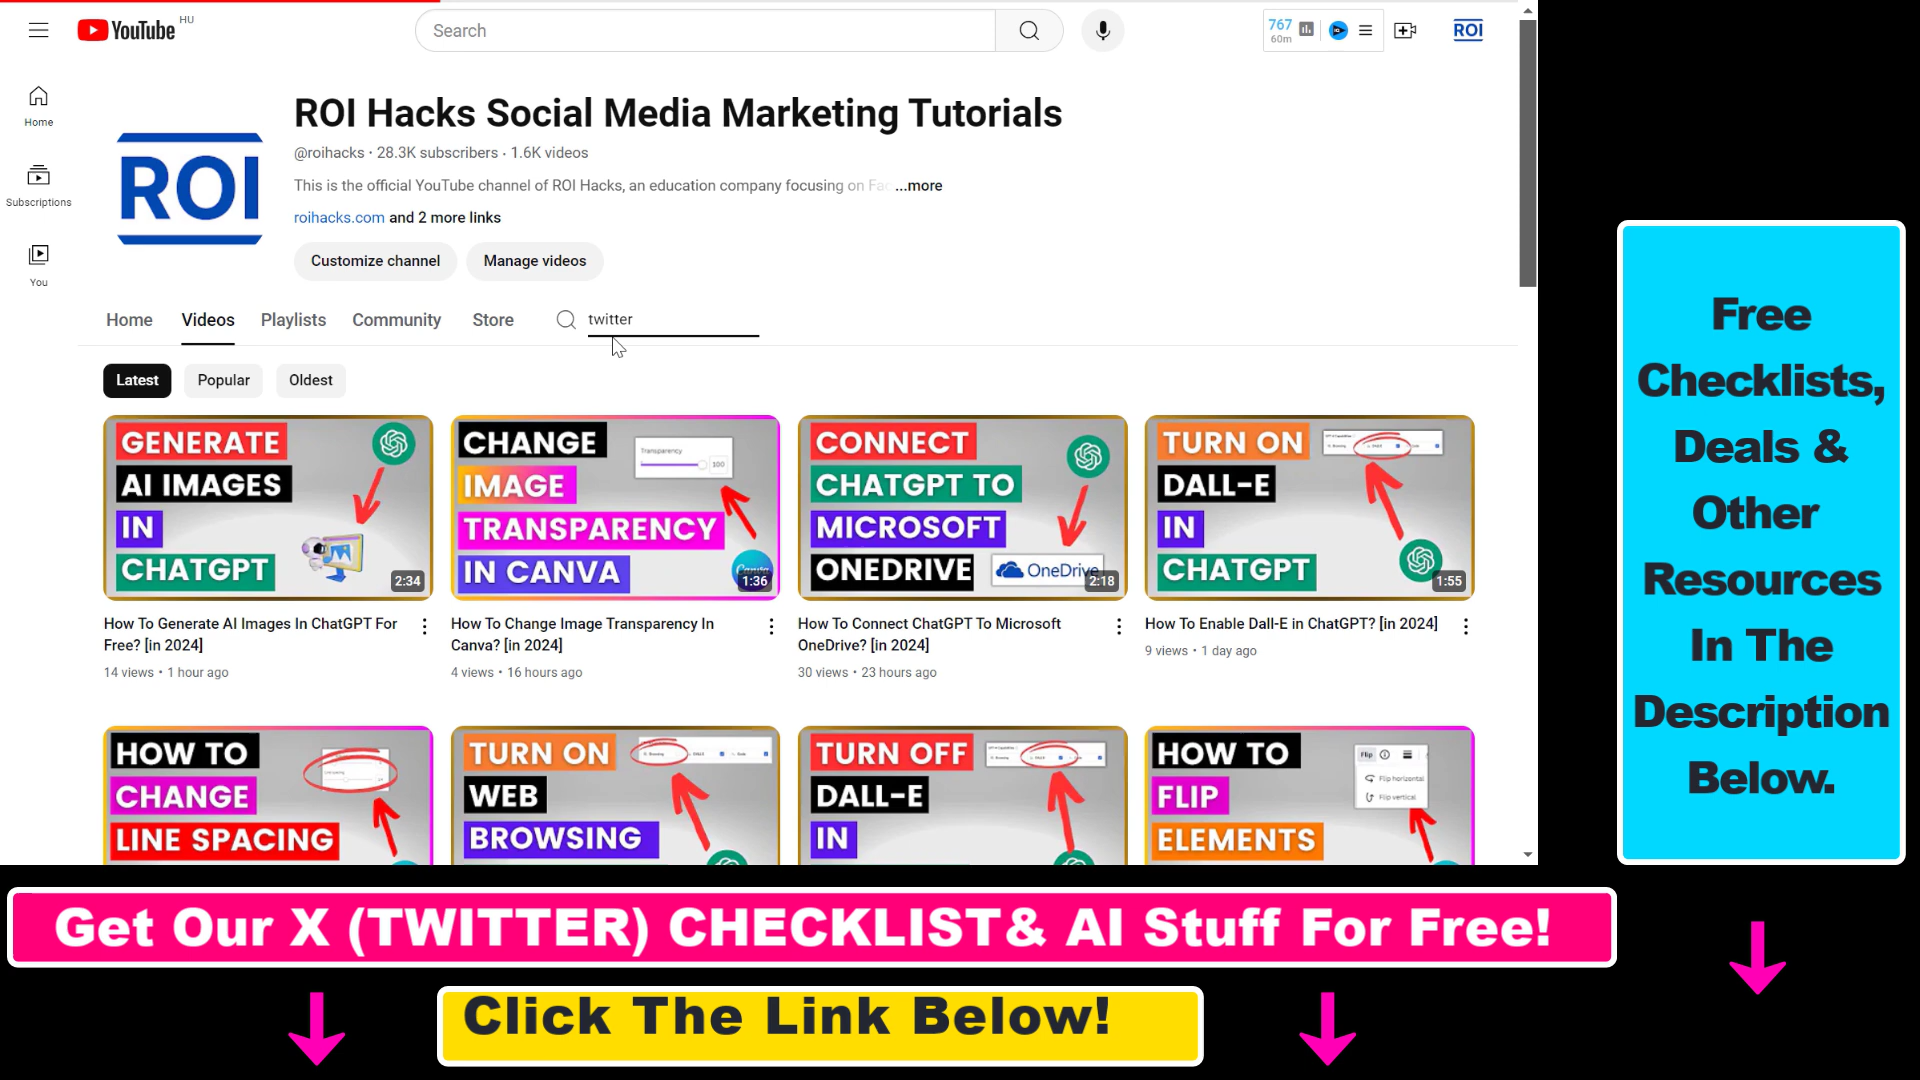 YouTube HU
Search
767
60m
ROI
Home
Subscriptions
You
ROI
ROI Hacks Social Media Marketing Tutorials
@roihacks · 28.3K subscribers · 1.6K videos
This is the official YouTube channel of ROI Hacks, an education company focusing on Fac ...more
roihacks.com and 2 more links
Customize channel
Manage videos
Home Videos Playlists Community Store twitter
Latest Popular Oldest
GENERATE
AI IMAGES
IN
CHATGPT
2:34
How To Generate AI Images In ChatGPT For
Free? [in 2024]
14 views • 1 hour ago
CHANGE
IMAGE
TRANSPARENCY
IN CANVA
Transparency
100
Canva
1:36
How To Change Image Transparency In
Canva? [in 2024]
4 views • 16 hours ago
CONNECT
CHATGPT TO
MICROSOFT
ONEDRIVE
OneDrive
2:18
How To Connect ChatGPT To Microsoft
OneDrive? [in 2024]
30 views • 23 hours ago
TURN ON
DALL-E
IN
CHATGPT
1:55
How To Enable Dall-E in ChatGPT? [in 2024]
9 views • 1 day ago
HOW TO
CHANGE
LINE SPACING
TURN ON
WEB
BROWSING
TURN OFF
DALL-E
IN
HOW TO
FLIP
ELEMENTS
Flip
Flip horizontal
Flip vertical
Free
Checklists,
Deals &
Other
Resources
In The
Description
Below.
Get Our X (TWITTER) CHECKLIST& AI Stuff For Free!
Click The Link Below!